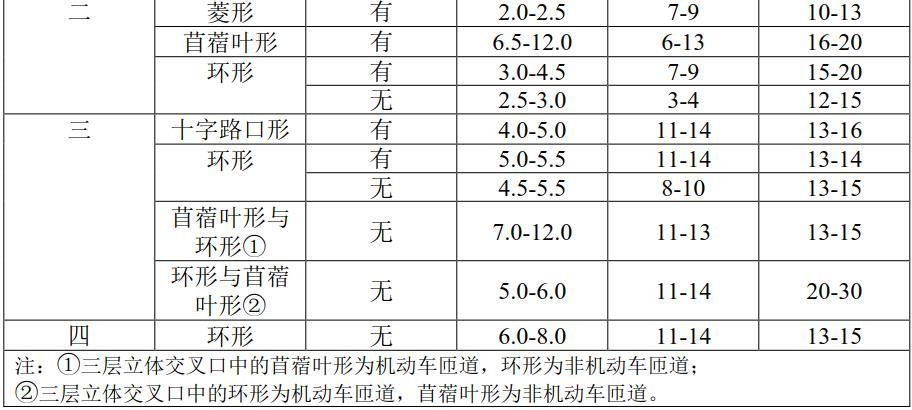 二 菱形 有 2.0-2.5 7-9 10-13
苜蓿叶形 有 6.5-12.0 6-13 16-20
环形 有 3.0-4.5 7-9 15-20
无 2.5-3.0 3-4 12-15
三 十字路口形 有 4.0-5.0 11-14 13-16
环形 有 5.0-5.5 11-14 13-14
无 4.5-5.5 8-10 13-15
苜蓿叶形与
环形① 无 7.0-12.0 11-13 13-15
环形与苜蓿
叶形② 无 5.0-6.0 11-14 20-30
四 环形 无 6.0-8.0 11-14 13-15
注：①三层立体交叉口中的苜蓿叶形为机动车匝道，环形为非机动车匝道；
②三层立体交叉口中的环形为机动车匝道，苜蓿叶形为非机动车匝道。